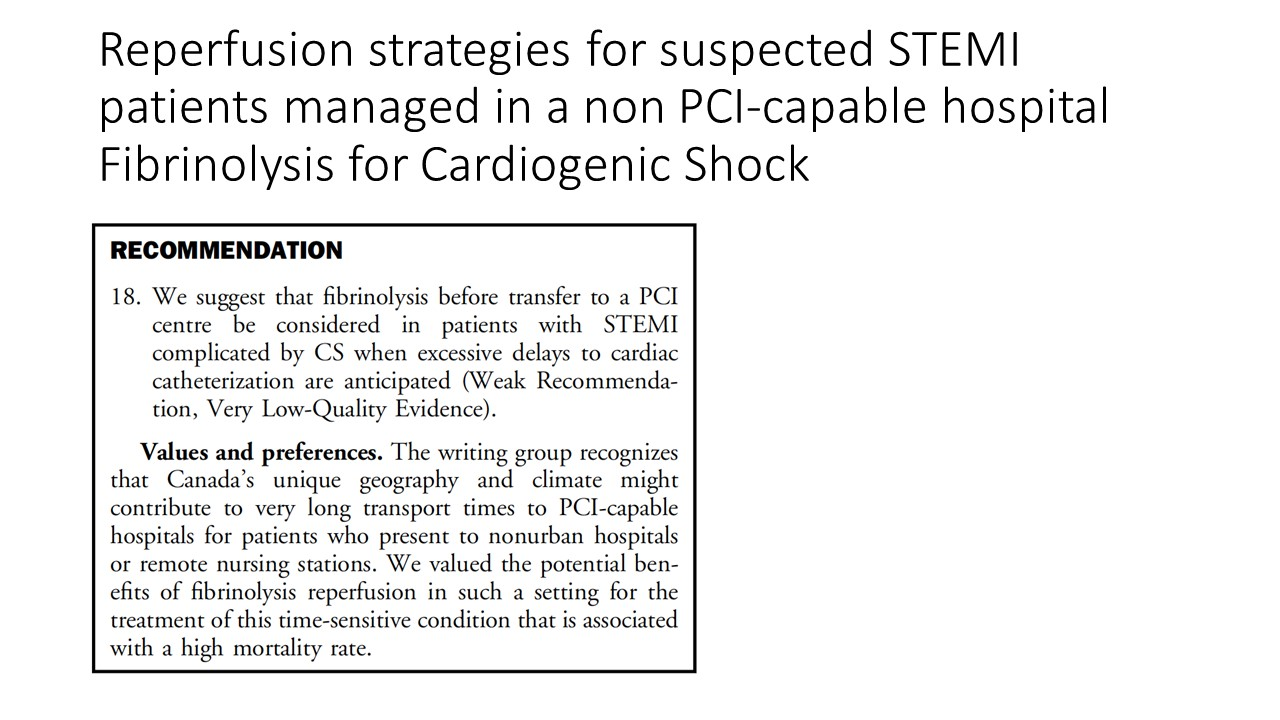 Reperfusion strategies for suspected STEMI
patients managed in a non PCI-capable hospital
Fibrinolysis for Cardiogenic Shock
RECOMMENDATION
18. We suggest that fibrinolysis before transfer to a PCI
centre be considered in patients with STEMI
complicated by CS when excessive delays to cardiac
catheterization are anticipated (Weak Recommenda-
tion, Very Low-Quality Evidence).
Values and preferences. The writing group recognizes
that Canada's unique geography and climate might
contribute to very long transport times to PCI-capable
hospitals for patients who present to nonurban hospitals
or remote nursing stations. We valued the potential ben-
efits of fibrinolysis reperfusion in such a setting for the
treatment of this time-sensitive condition that is associated
with a high mortality rate.